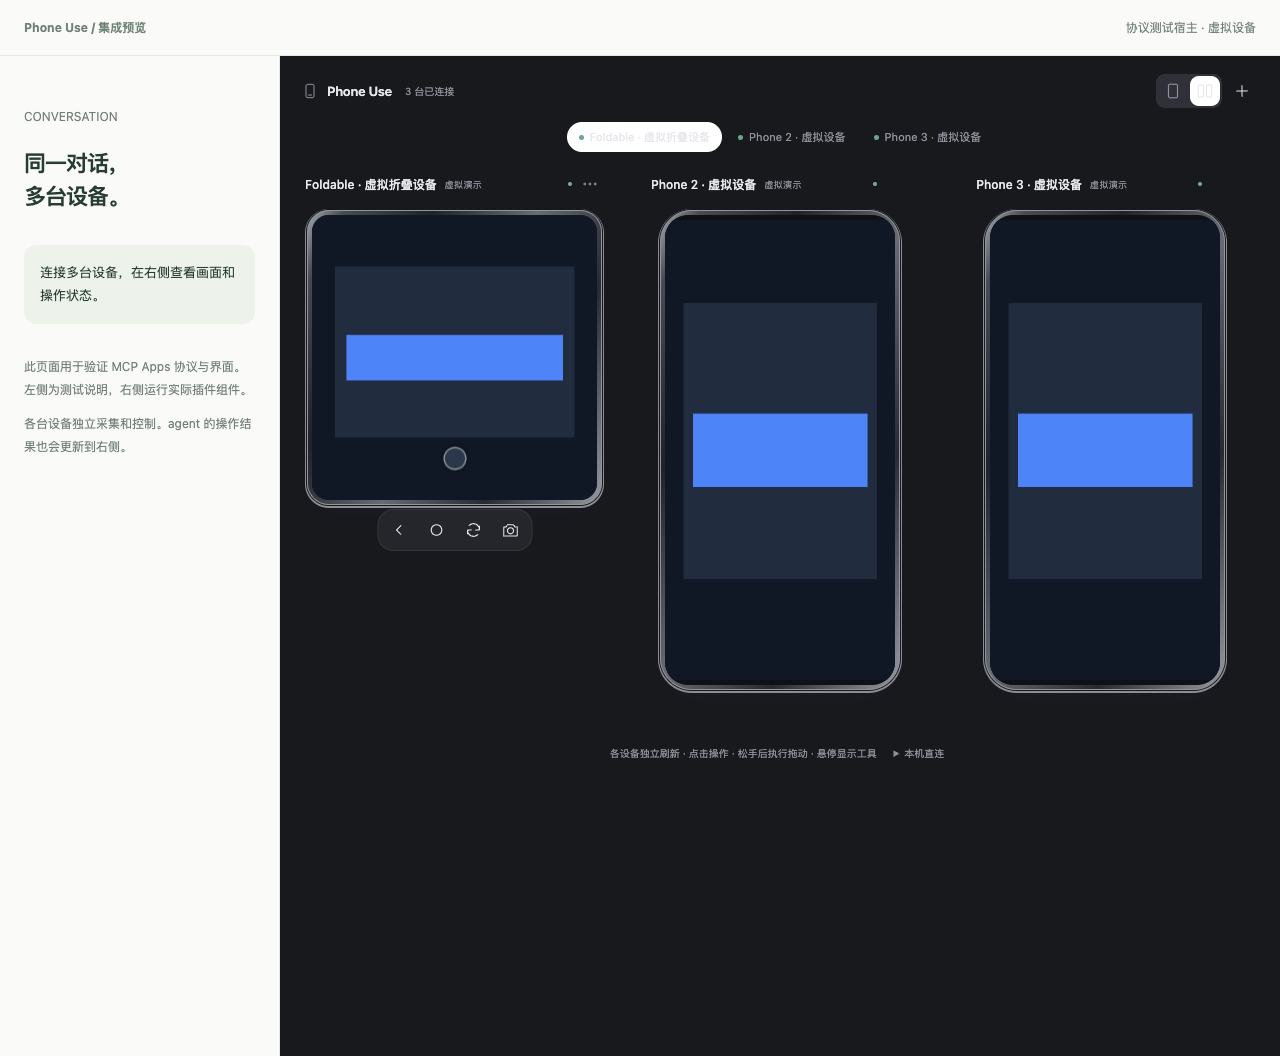 Phone Use / 集成预览
协议测试宿主 · 虚拟设备
CONVERSATION
同一对话，
多台设备。
连接多台设备，在右侧查看画面和
操作状态。
此页面用于验证 MCP Apps 协议与界面。
左侧为测试说明，右侧运行实际插件组件。
各台设备独立采集和控制。agent 的操作结
果也会更新到右侧。
Phone Use 3 台已连接
Foldable · 虚拟折叠设备 Phone 2 · 虚拟设备 Phone 3 · 虚拟设备
Foldable · 虚拟折叠设备 虚拟演示
Phone 2 · 虚拟设备 虚拟演示
Phone 3 · 虚拟设备 虚拟演示
各设备独立刷新 · 点击操作 · 松手后执行拖动 · 悬停显示工具 ▶ 本机直连